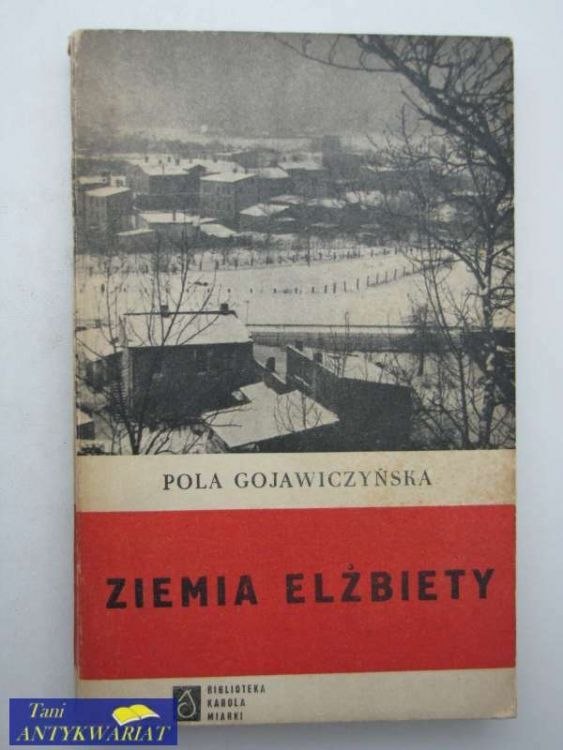 POLA GOJAWICZYŃSKA
ZIEMIA ELŻBIETY
BIBLIOTEKA
KAROLA
MIARKI
Tani
ANTYKWARIAT